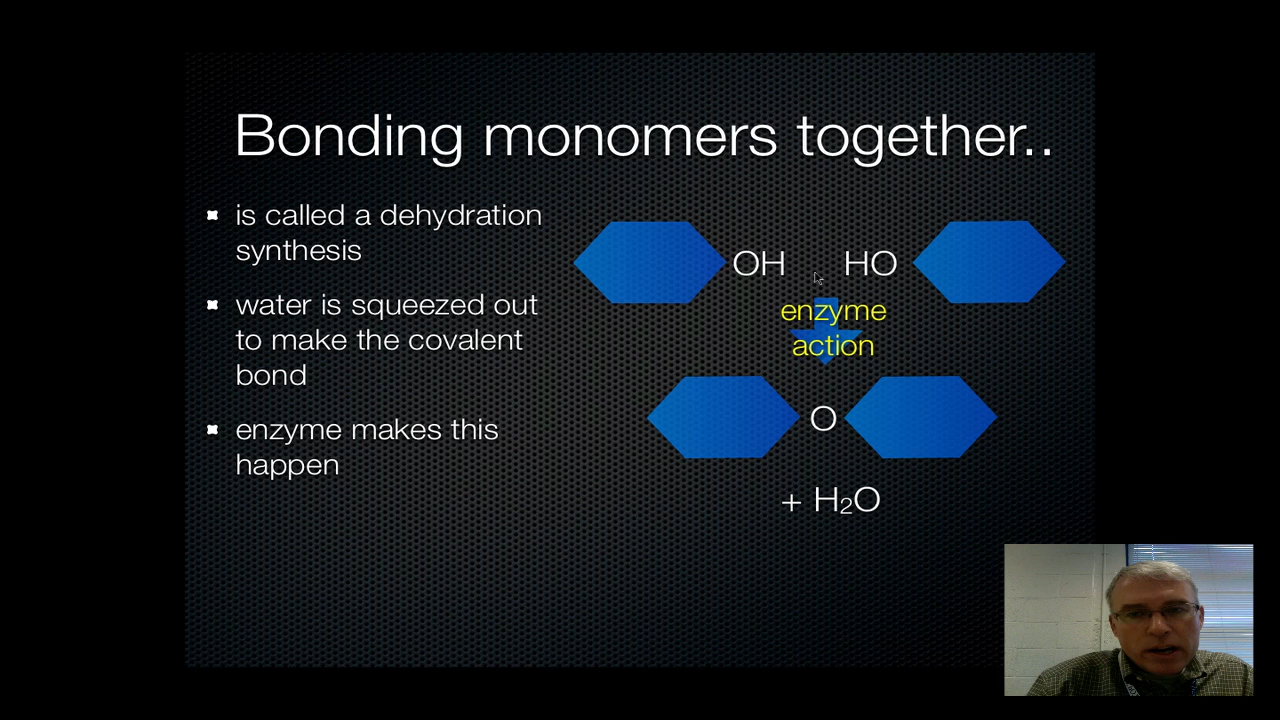 Bonding monomers together..
is called a dehydration
synthesis
water is squeezed out
to make the covalent
bond
enzyme makes this
happen
OH HO
enzyme
action
O
+ H₂O